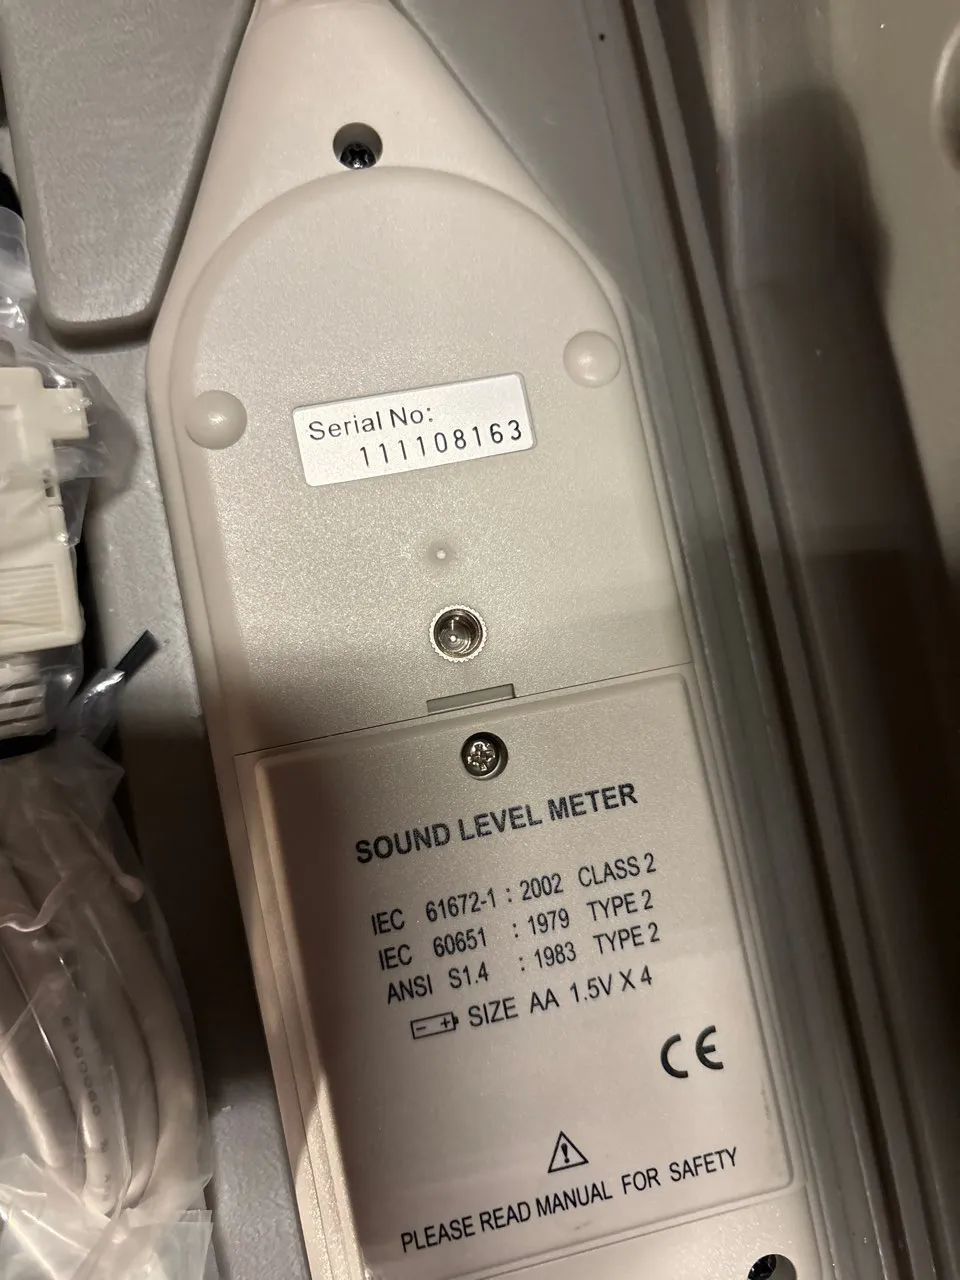 Serial No:
111108163
SOUND LEVEL METER
IEC 61672-1 : 2002 CLASS 2
IEC 60651 : 1979 TYPE 2
ANSI S1.4 : 1983 TYPE 2
SIZE AA 1.5V X 4
CE
PLEASE READ MANUAL FOR SAFETY